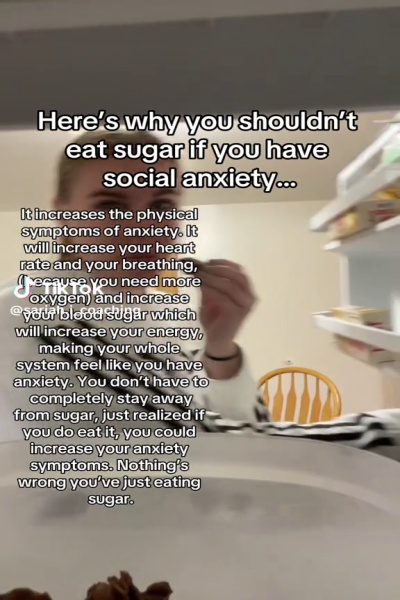 Here's why you shouldn't
eat sugar if you have
social anxiety...
It increases the physical
symptoms of anxiety. It
will increase your heart
rate and your breathing,
(because you need more
oxygen) and increase
your blood sugar which
will increase your energy,
making your whole
system feel like you have
anxiety. You don't have to
completely stay away
from sugar, just realized if
you do eat it, you could
increase your anxiety
symptoms. Nothing's
wrong you've just eating
sugar.
TikTok